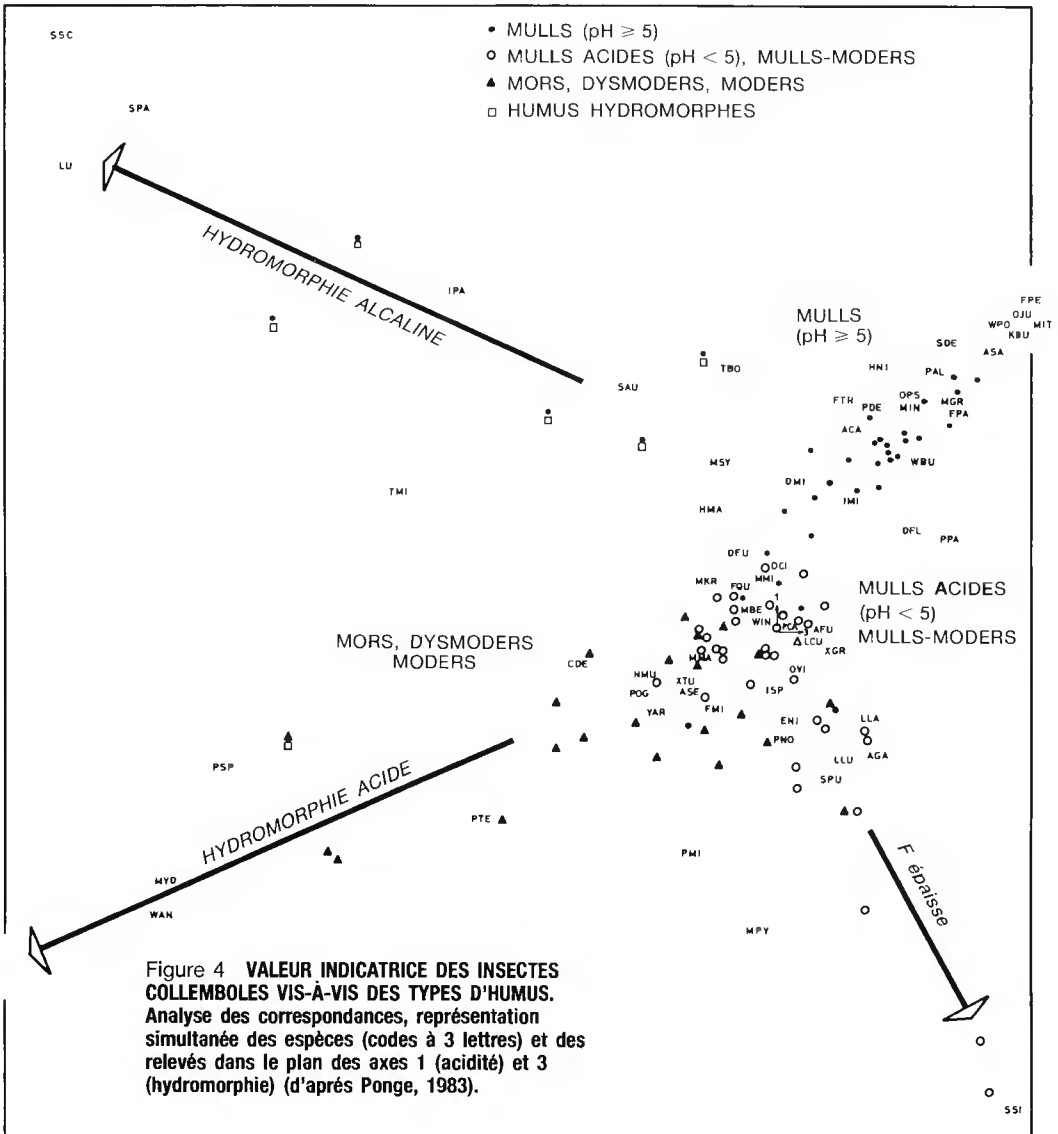 SSC
• MULLS (pH ≥ 5)
o MULLS ACIDES (pH < 5), MULLS-MODERS
▲ MORS, DYSMODERS, MODERS
□ HUMUS HYDROMORPHES
SPA
LU
HYDROMORPHIE ALCALINE
IPA
MULLS
(pH ≥ 5)
FPE
OJU
WPO
MIT
KBU
SDE
ASA
TBO
HNI
PAL
SAU
OPS
MGR
FTR
PDE
MIN
FPA
ACA
MSY
WBU
TMI
DMI
IMI
HMA
DFL
PPA
DFU
OCI
MKR
FQU
MMI
MULLS ACIDES
(pH < 5)
MULLS-MODERS
1
MBE
WIN
3
AFU
LCU
MORS, DYSMODERS
MODERS
CDE
XGR
HMU
XTU
OVI
POG
ASE
ISP
YAR
FMI
ENI
LLA
PNO
AGA
LLU
PSP
SPU
HYDROMORPHIE ACIDE
PTE
PMI
F épaisse
MYD
WAN
MPY
Figure 4 VALEUR INDICATRICE DES INSECTES
COLLEMBOLES VIS-À-VIS DES TYPES D'HUMUS.
Analyse des correspondances, représentation
simultanée des espèces (codes à 3 lettres) et des
relevés dans le plan des axes 1 (acidité) et 3
(hydromorphie) (d'aprés Ponge, 1983).
SSI